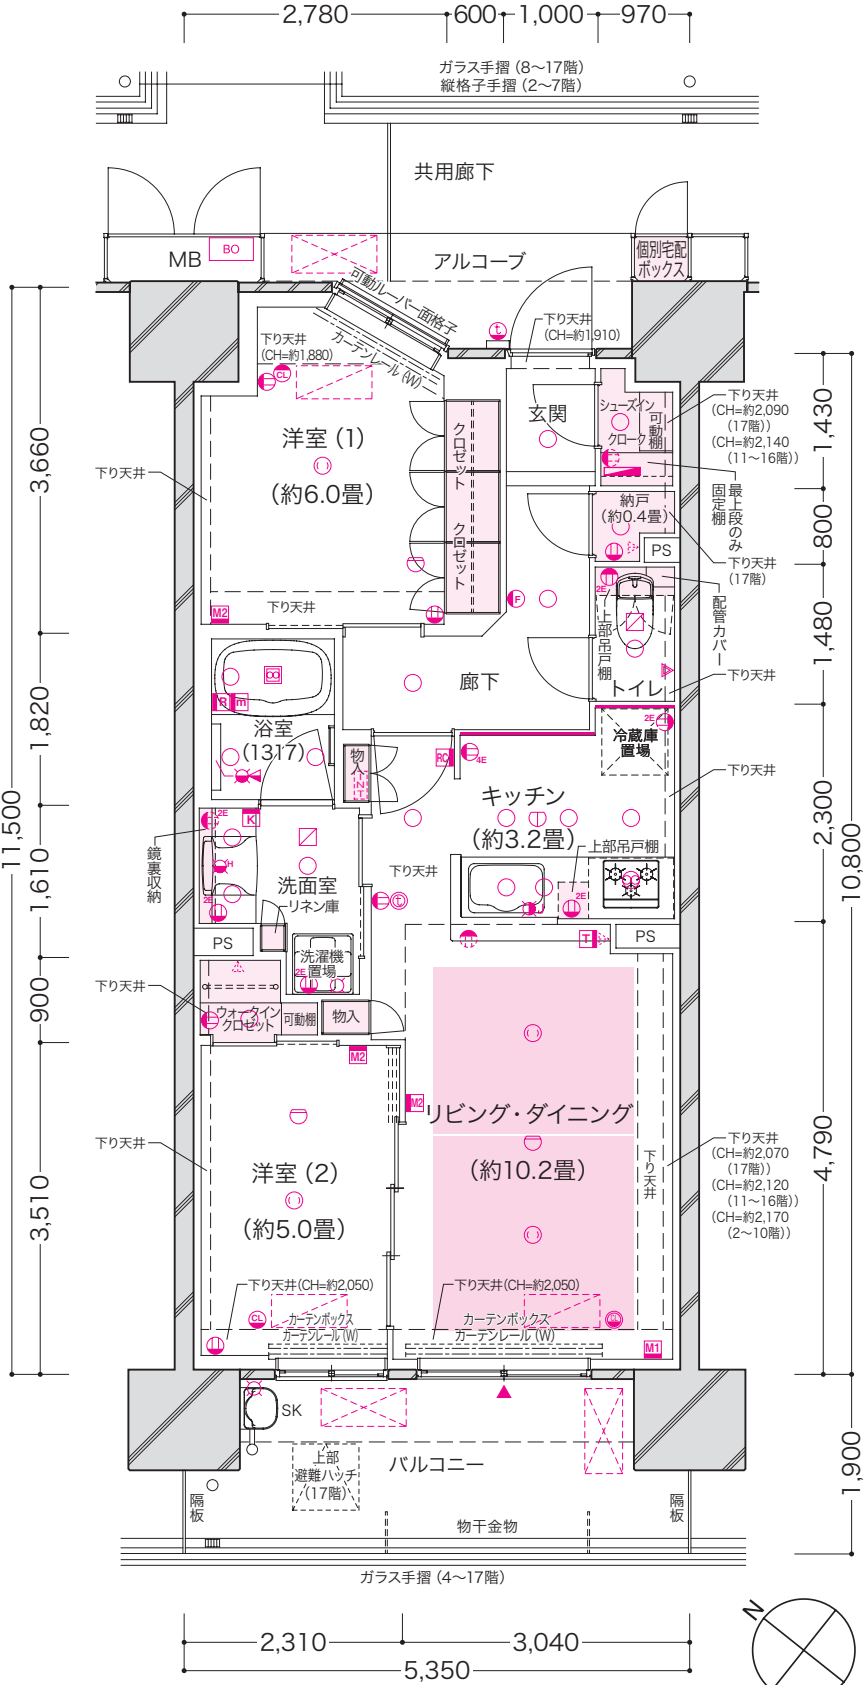 2,780
600
1,000
970
ガラス手摺 (8〜17階)
縦格子手摺 (2〜7階)
共用廊下
MB
BO
アルコーブ
個別宅配
ボックス
可動ルーバー面格子
カーテンレール (W)
下り天井
(CH=約1,880)
CL
t
下り天井
(CH=約1,910)
玄関
シューズイン
クローク
可動棚
下り天井
(CH=約2,090
(17階))
(CH=約2,140
(11〜16階))
最上段のみ
固定棚
洋室 (1)
(約6.0畳)
クロゼット
クロゼット
下り天井
納戸
(約0.4畳)
PS
下り天井
(17階)
2E
上部吊戸棚
配管カバー
M2
下り天井
F
トイレ
下り天井
廊下
浴室
(1317)
R
m
物入
NT
RC
4E
2E
冷蔵庫
置場
下り天井
キッチン
(約3.2畳)
上部吊戸棚
2E
2E
K
H
2E
鏡裏収納
洗面室
リネン庫
下り天井
t
PS
洗濯機
置場
2E
T
PS
下り天井
ウォークイン
クロゼット
可動棚
物入
M2
M2
リビング・ダイニング
(約10.2畳)
下り天井
洋室 (2)
(約5.0畳)
下り天井
下り天井
(CH=約2,070
(17階))
(CH=約2,120
(11〜16階))
(CH=約2,170
(2〜10階))
下り天井(CH=約2,050)
下り天井(CH=約2,050)
CL
カーテンボックス
カーテンレール (W)
カーテンボックス
カーテンレール (W)
CL
M1
SK
バルコニー
上部
避難ハッチ
(17階)
隔板
隔板
物干金物
ガラス手摺 (4〜17階)
3,660
1,820
1,610
900
3,510
11,500
1,430
800
1,480
2,300
4,790
10,800
1,900
2,310
3,040
5,350
N